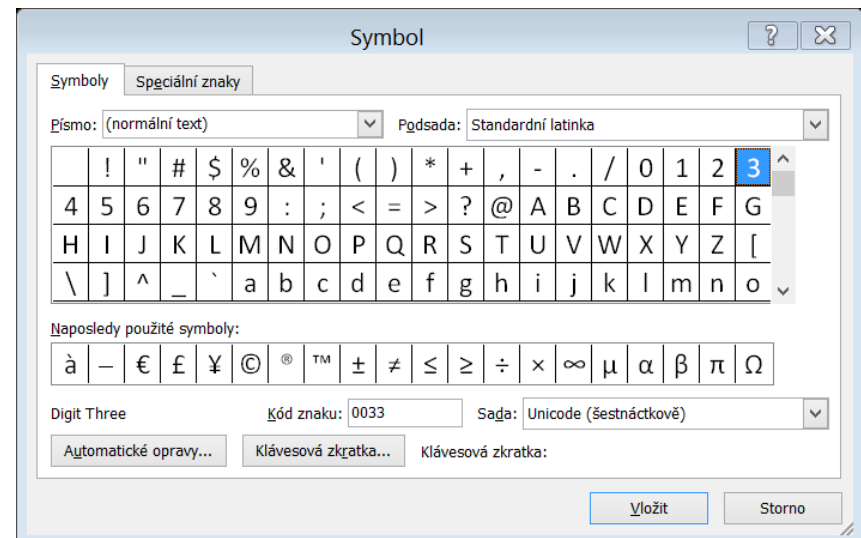 Symbol
Symboly Speciální znaky
Písmo: (normální text) Podsada: Standardní latinka
! " # $ % & ' ( ) * + , - . / 0 1 2 3
4 5 6 7 8 9 : ; < = > ? @ A B C D E F G
H I J K L M N O P Q R S T U V W X Y Z [
\ ] ^ _ ` a b c d e f g h i j k l m n o
Naposledy použité symboly:
à – € £ ¥ © ® ™ ± ≠ ≤ ≥ ÷ × ∞ µ α β π Ω
Digit Three Kód znaku: 0033 Sada: Unicode (šestnáctkově)
Automatické opravy... Klávesová zkratka... Klávesová zkratka:
Vložit Storno